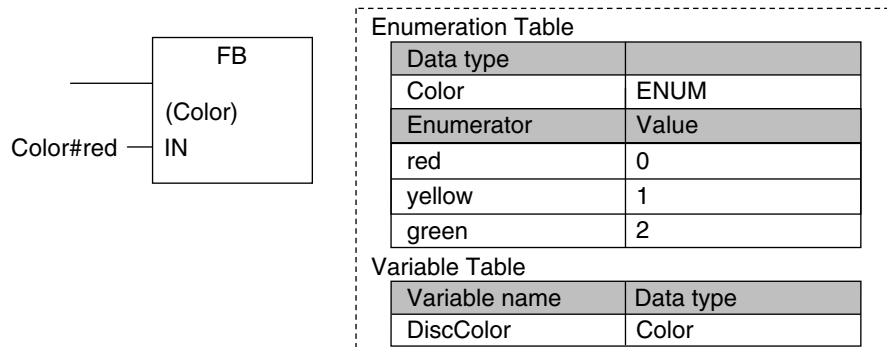 FB
(Color)
Color#red IN
Enumeration Table
Data type
Color ENUM
Enumerator Value
red 0
yellow 1
green 2
Variable Table
Variable name Data type
DiscColor Color